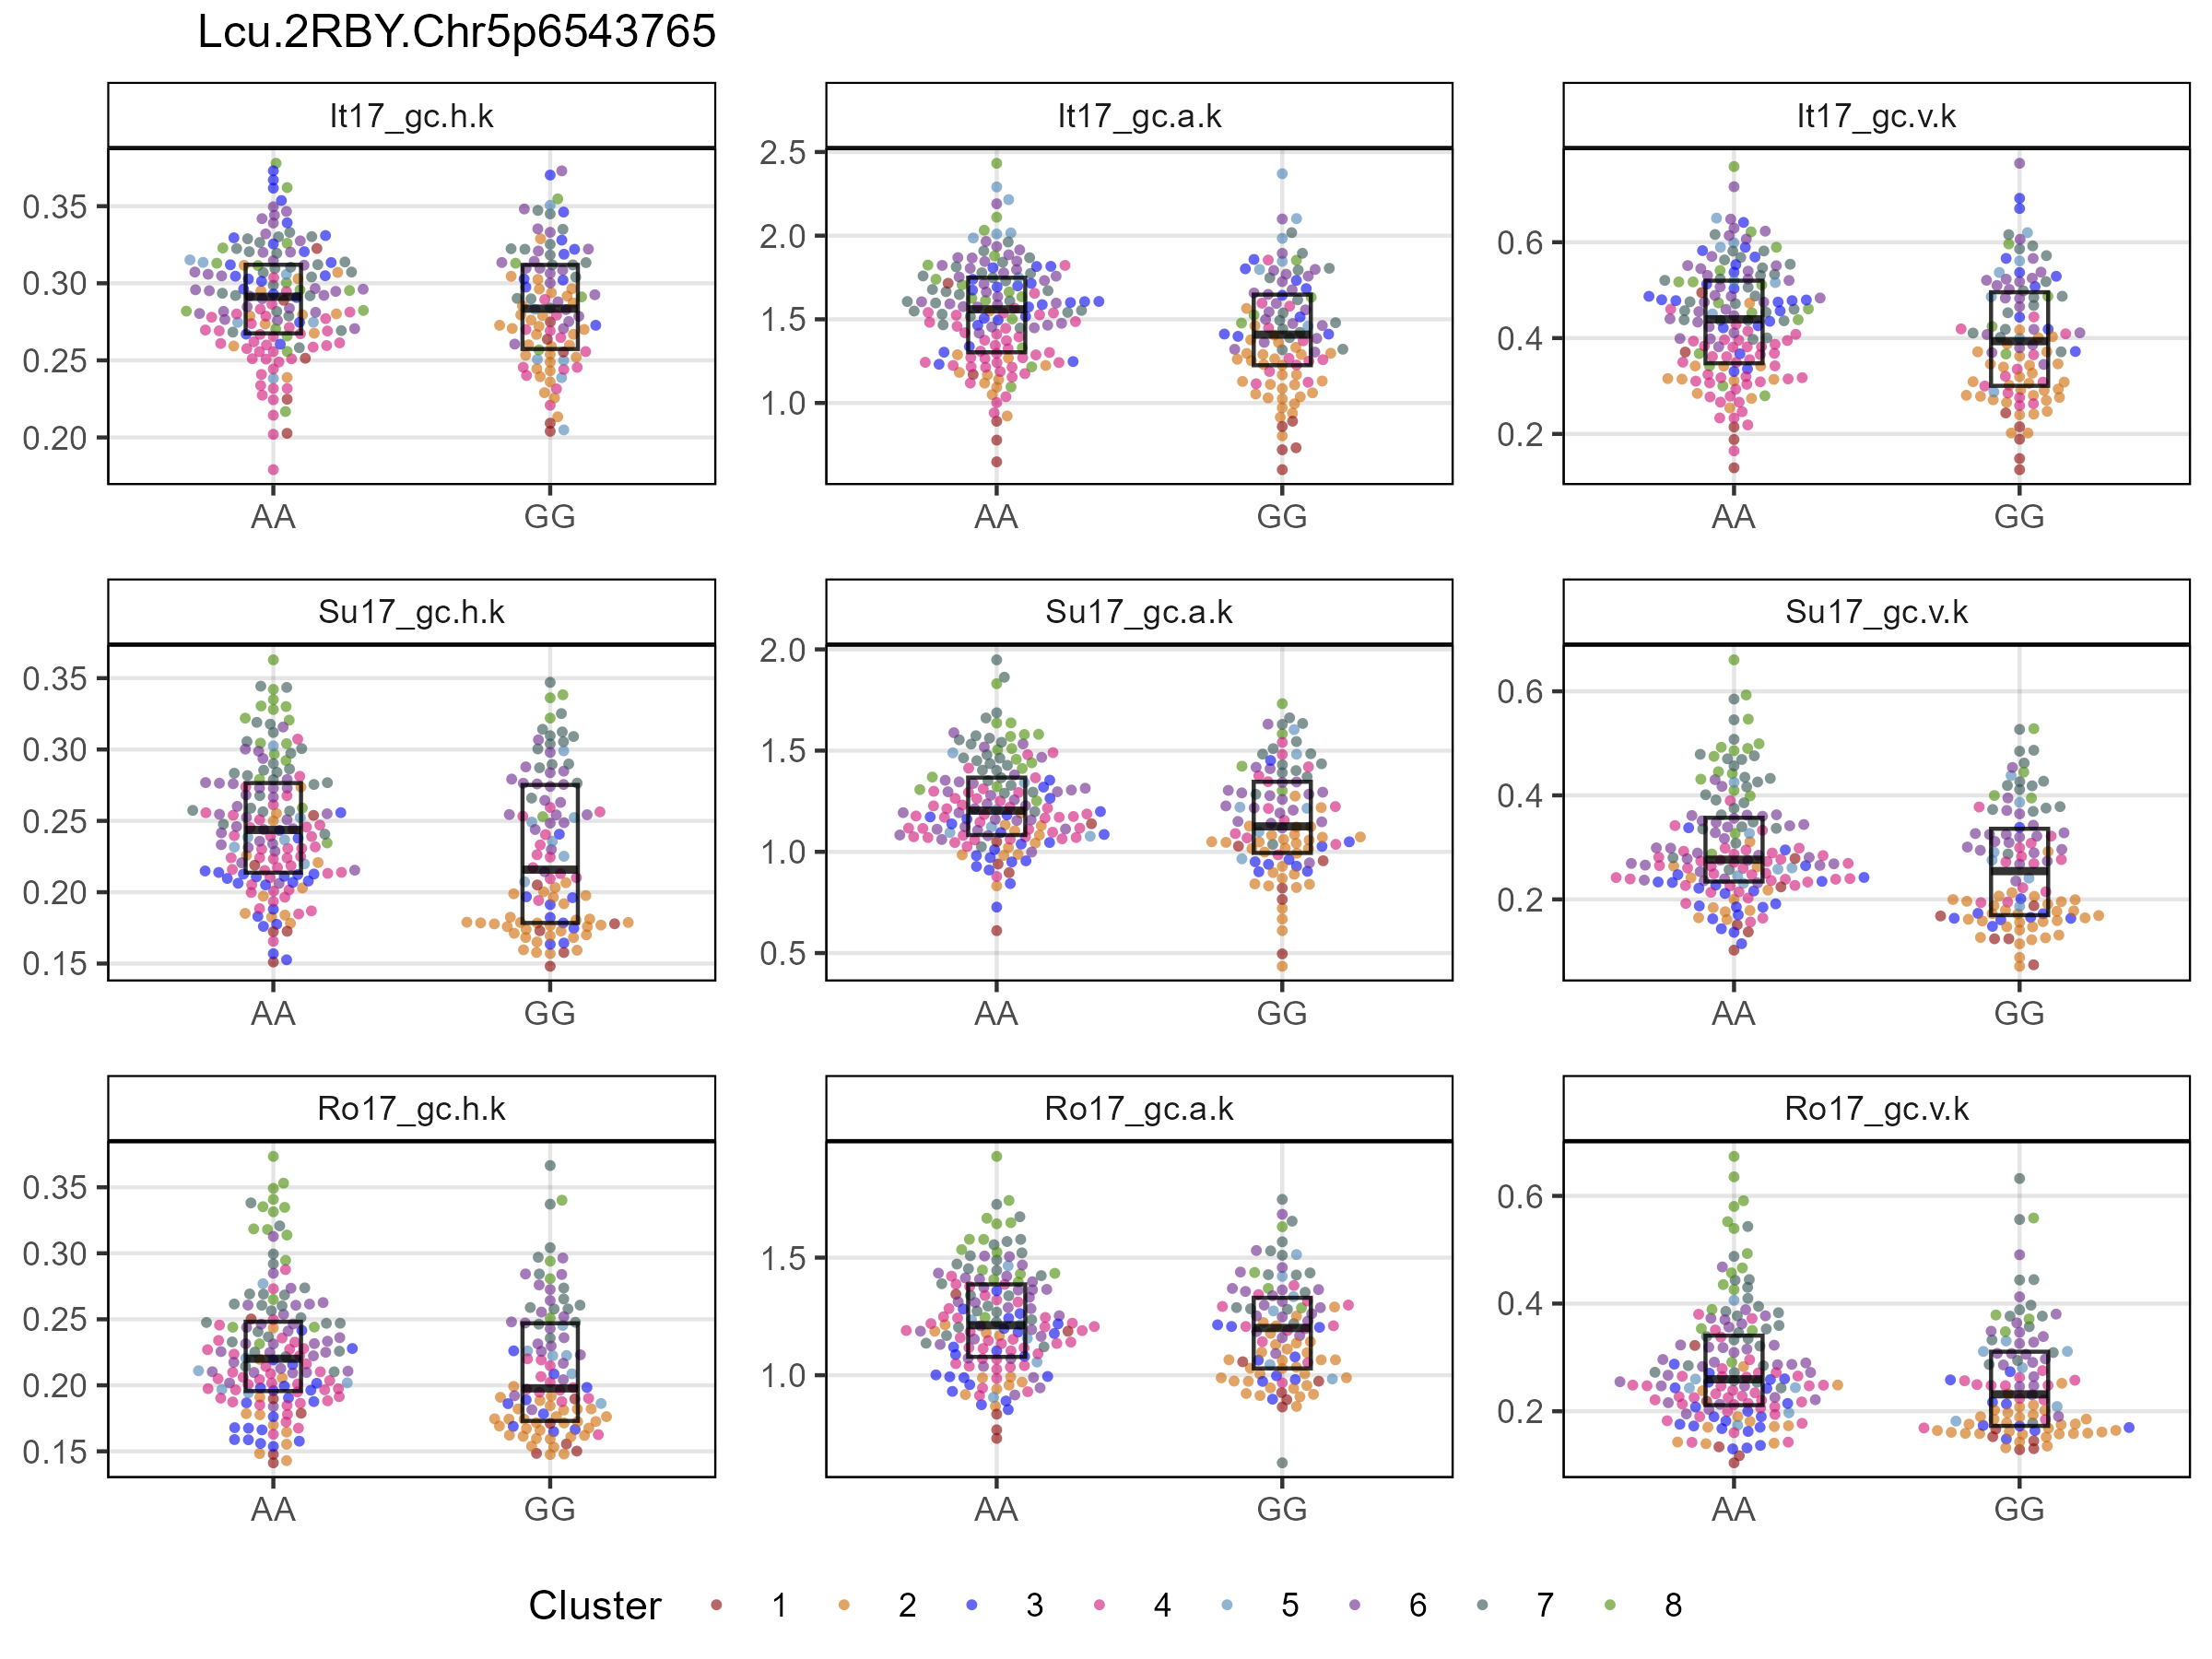 Lcu.2RBY.Chr5p6543765
It17_gc.h.k
It17_gc.a.k
It17_gc.v.k
0.35
0.30
0.25
0.20
AA
GG
2.5
2.0
1.5
1.0
AA
GG
0.6
0.4
0.2
AA
GG
Su17_gc.h.k
Su17_gc.a.k
Su17_gc.v.k
0.35
0.30
0.25
0.20
0.15
AA
GG
2.0
1.5
1.0
0.5
AA
GG
0.6
0.4
0.2
AA
GG
Ro17_gc.h.k
Ro17_gc.a.k
Ro17_gc.v.k
0.35
0.30
0.25
0.20
0.15
AA
GG
1.5
1.0
AA
GG
0.6
0.4
0.2
AA
GG
Cluster 1 2 3 4 5 6 7 8